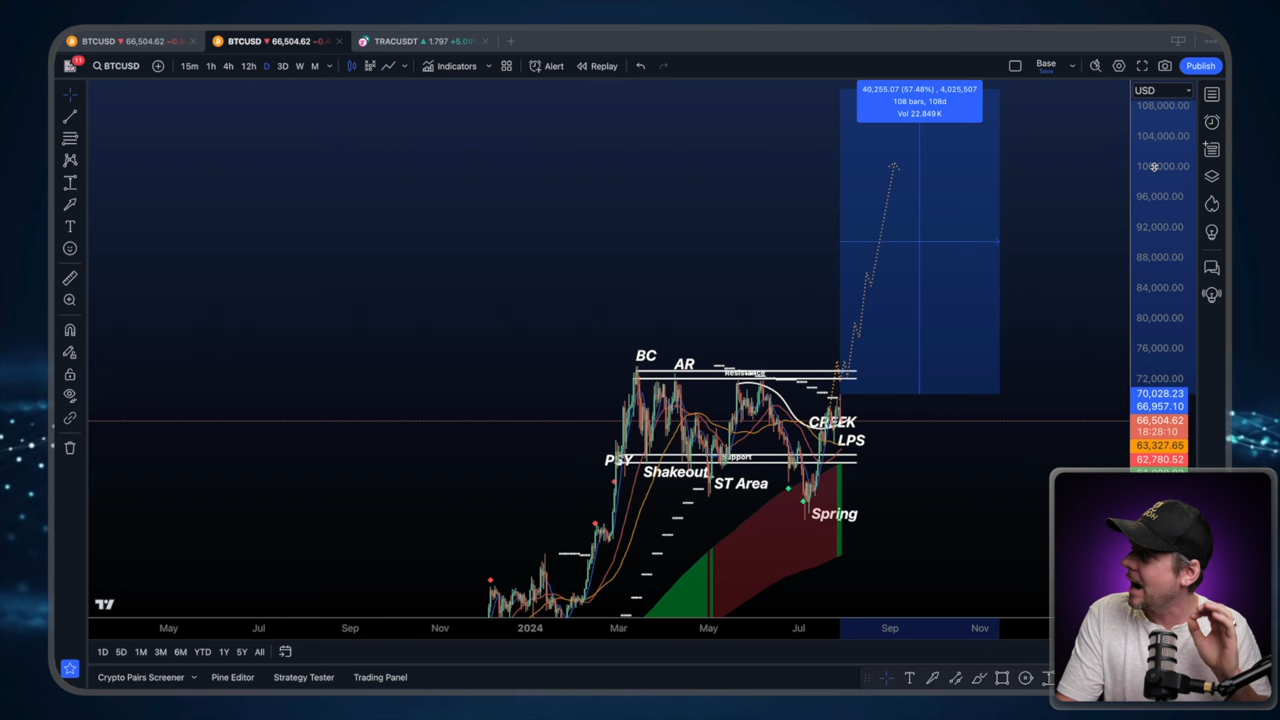 BTCUSD 66,504.62
BTCUSD 66,504.62
TRACUSDT 1.797 +5.09
11
BTCUSD
15m 1h 4h 12h D 3D W M
Indicators
Alert
Replay
Base
Save
Publish
40,255.07 (57.48%) , 4,025,507
108 bars, 108d
Vol 22.849K
USD
108,000.00
104,000.00
96,000.00
92,000.00
88,000.00
84,000.00
80,000.00
76,000.00
72,000.00
70,028.23
66,957.10
66,504.62
18:28:10
63,327.65
62,780.52
BC
AR
Resistance
CREEK
LPS
PSY
Support
Shakeout
ST Area
Spring
May Jul Sep Nov 2024 Mar May Jul Sep Nov
1D 5D 1M 3M 6M YTD 1Y 5Y All
Crypto Pairs Screener Pine Editor Strategy Tester Trading Panel